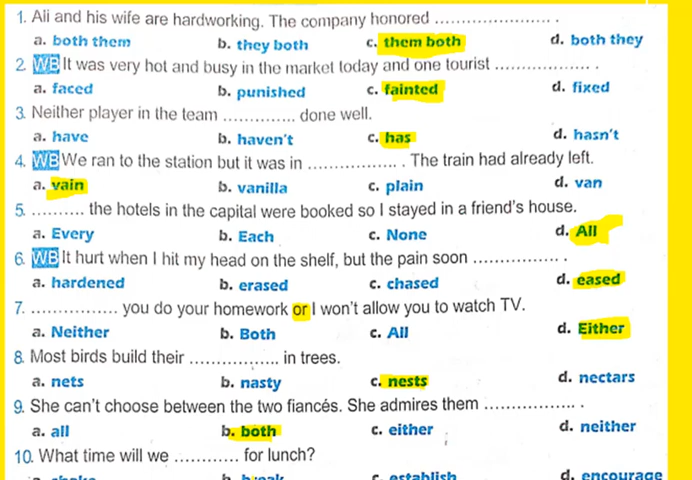 1. Ali and his wife are hardworking. The company honored .................... .
a. both them b. they both c. them both d. both they
2. WB It was very hot and busy in the market today and one tourist .................. .
a. faced b. punished c. fainted d. fixed
3. Neither player in the team ............. done well.
a. have b. haven't c. has d. hasn't
4. WB We ran to the station but it was in ................ . The train had already left.
a. vain b. vanilla c. plain d. van
5. .......... the hotels in the capital were booked so I stayed in a friend's house.
a. Every b. Each c. None d. All
6. WB It hurt when I hit my head on the shelf, but the pain soon ............... .
a. hardened b. erased c. chased d. eased
7. ................ you do your homework or I won't allow you to watch TV.
a. Neither b. Both c. All d. Either
8. Most birds build their ................ in trees.
a. nets b. nasty c. nests d. nectars
9. She can't choose between the two fiancés. She admires them ................ .
a. all b. both c. either d. neither
10. What time will we ............ for lunch?
b. break c. establish d. encourage